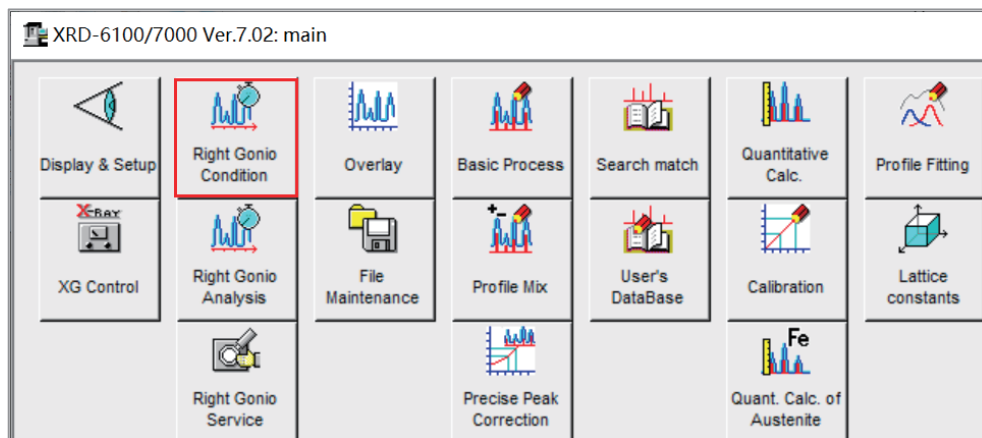 XRD-6100/7000 Ver.7.02: main
Display & Setup
Right Gonio
Condition
Overlay
Basic Process
Search match
Quantitative
Calc.
Profile Fitting
X-RAY
XG Control
Right Gonio
Analysis
File
Maintenance
+-
Profile Mix
User's
DataBase
Calibration
Lattice
constants
Right Gonio
Service
Precise Peak
Correction
Fe
Quant. Calc. of
Austenite